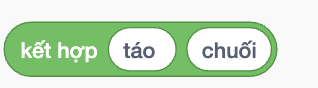 kết hợp táo chuối